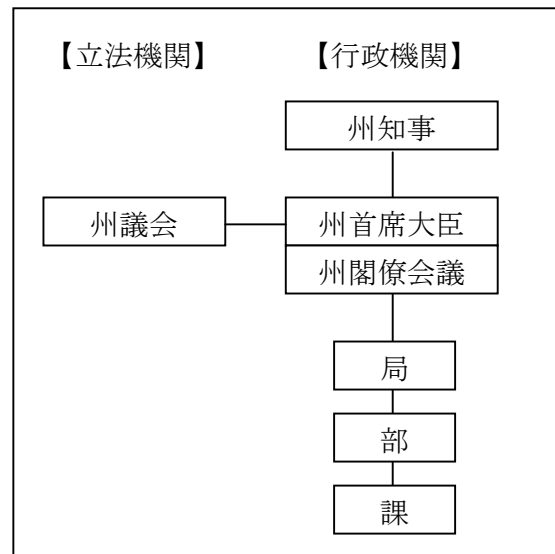 【立法機関】 【行政機関】
州知事
州議会 州首席大臣
州閣僚会議
局
部
課